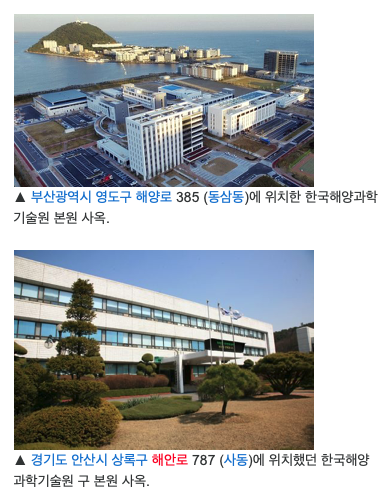 ▲ 부산광역시 영도구 해양로 385 (동삼동)에 위치한 한국해양과학
기술원 본원 사옥.
▲ 경기도 안산시 상록구 해안로 787 (사동)에 위치했던 한국해양
과학기술원 구 본원 사옥.